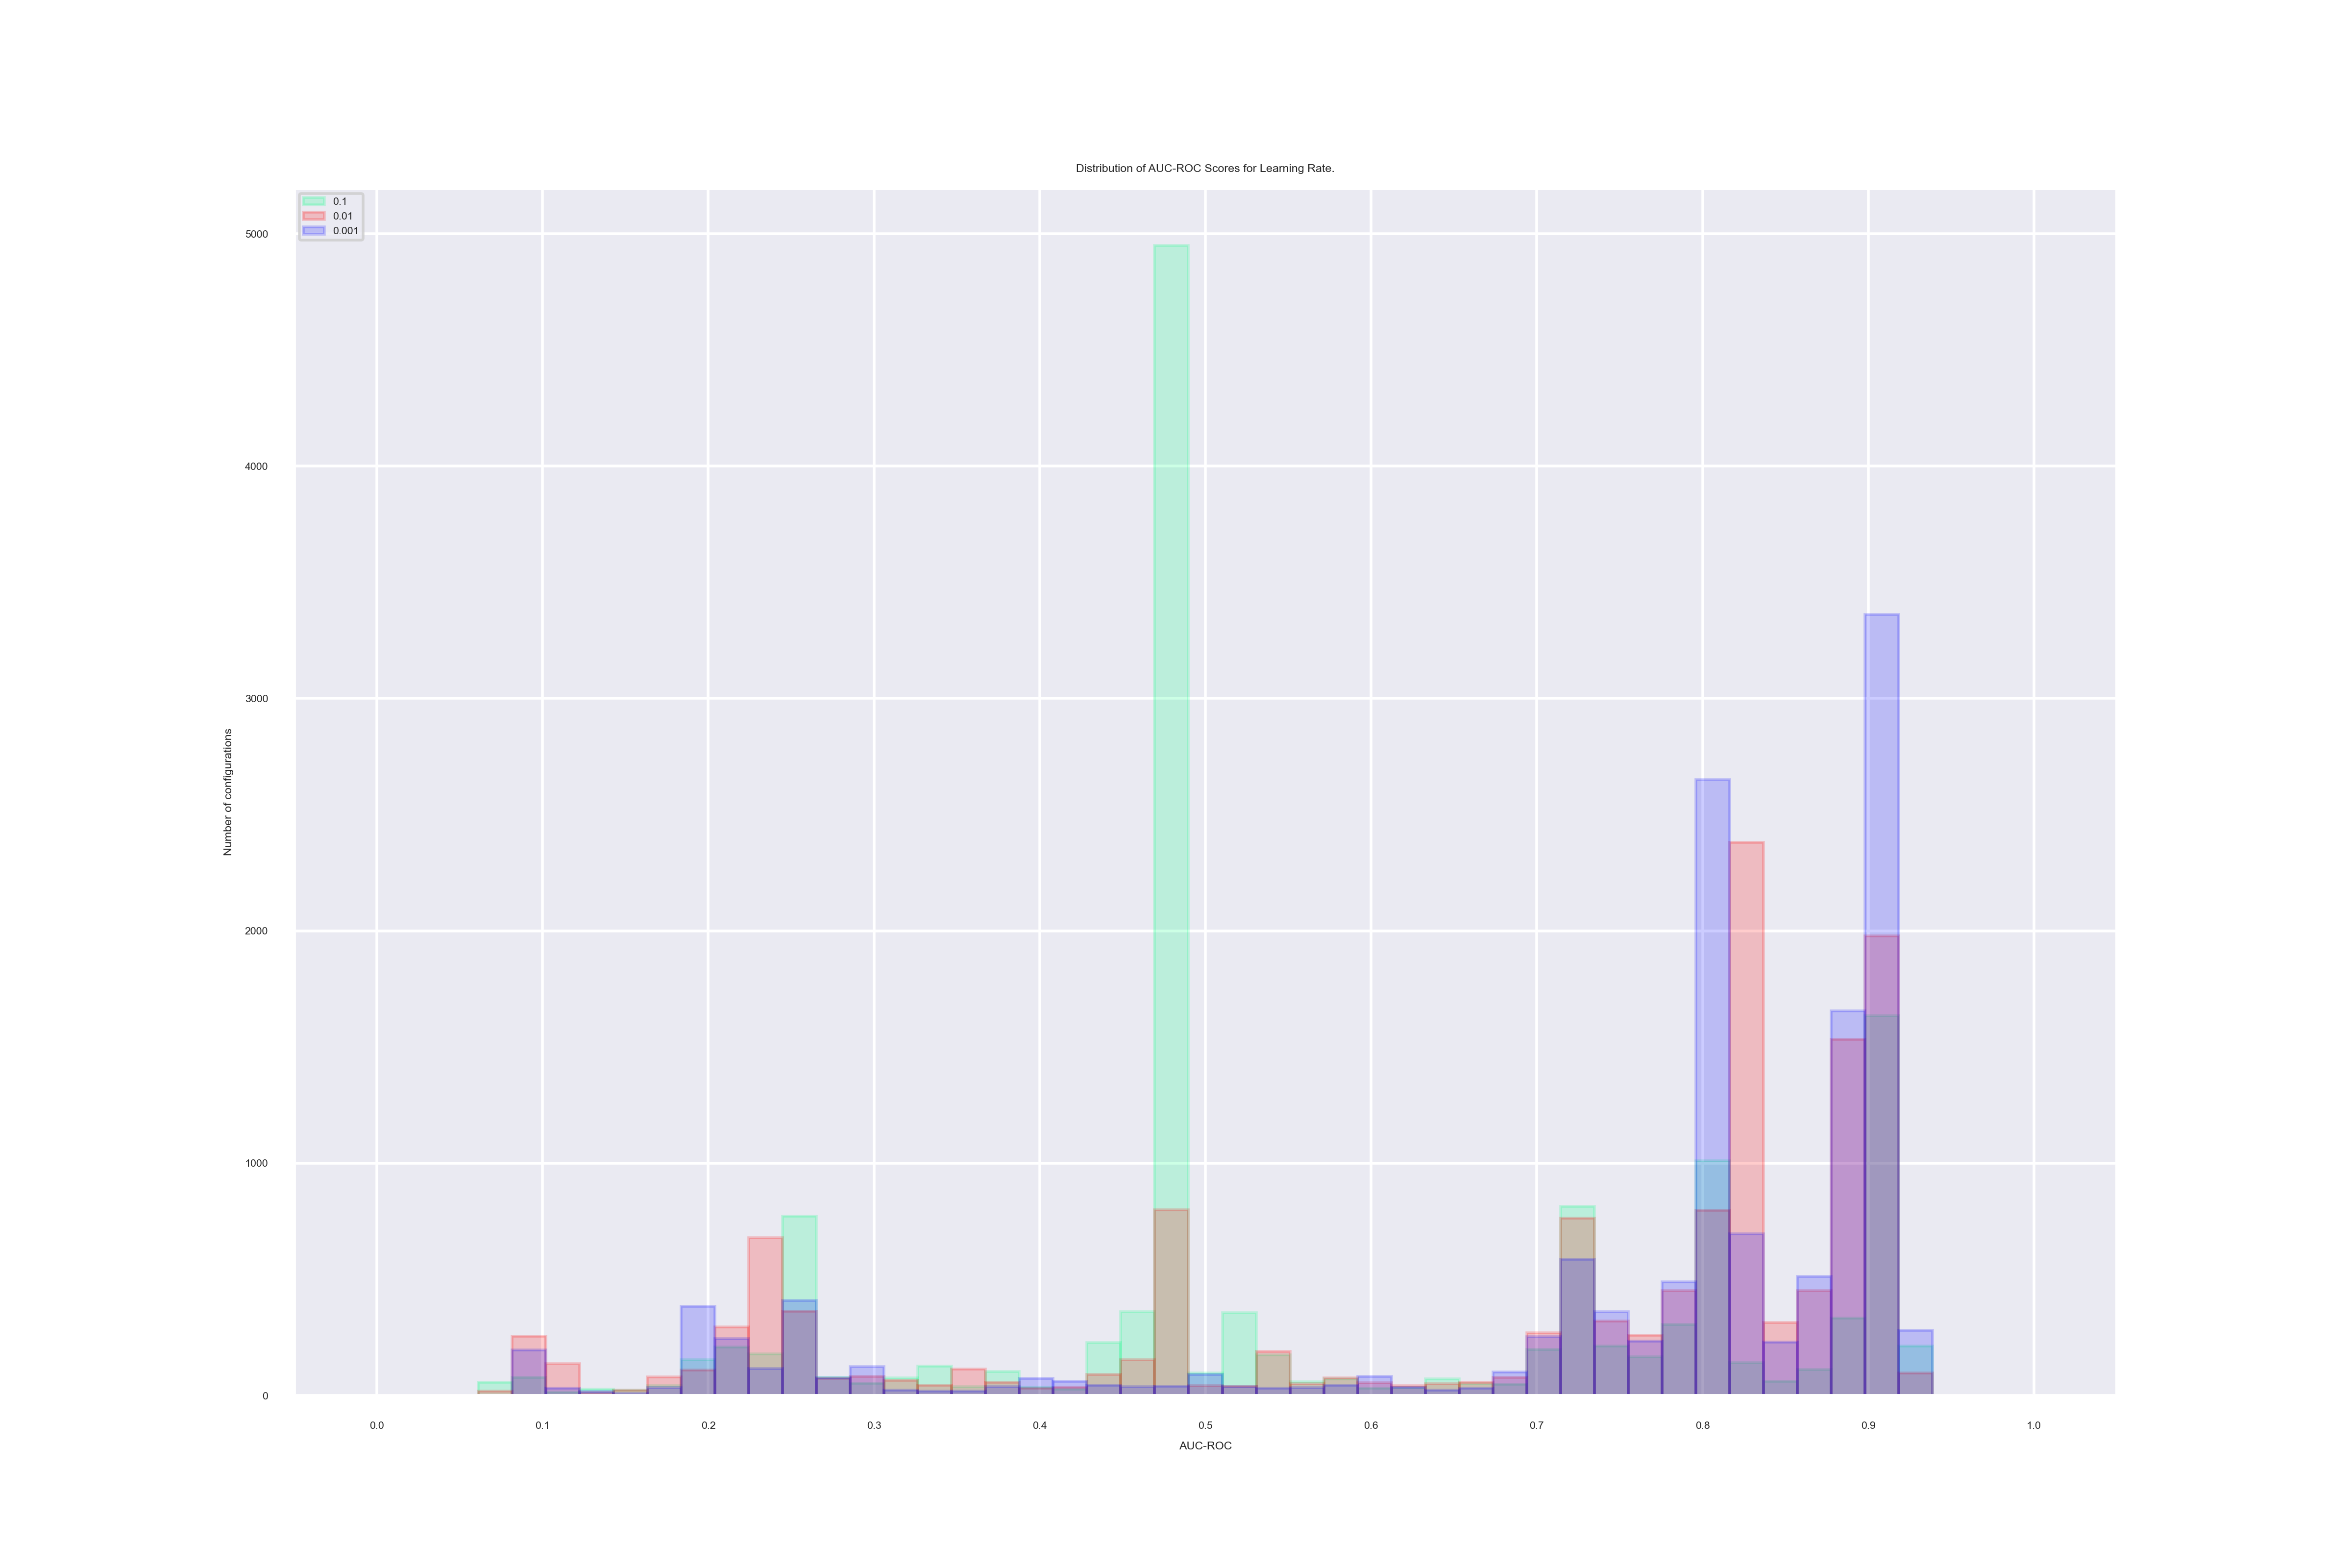 Distribution of AUC-ROC Scores for Learning Rate.
0.1
0.01
0.001
5000
4000
3000
2000
1000
0
Number of configurations
0.0 0.1 0.2 0.3 0.4 0.5 0.6 0.7 0.8 0.9 1.0
AUC-ROC